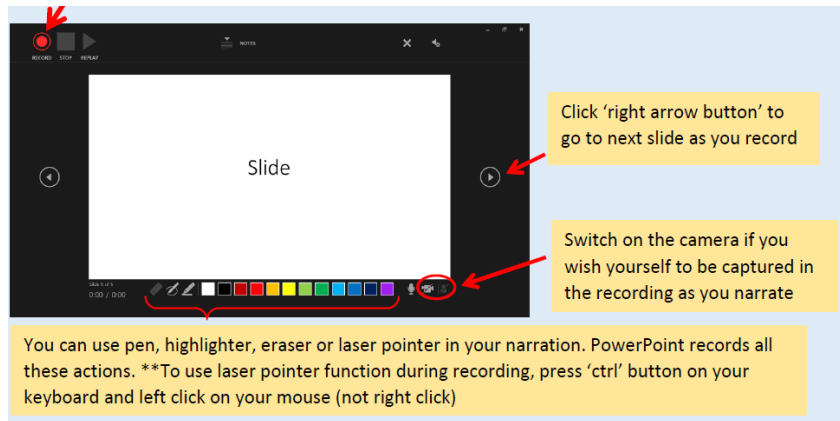 RECORD STOP REPLAY
NOTES
Slide
Click ‘right arrow button’ to
go to next slide as you record
Switch on the camera if you
wish yourself to be captured in
the recording as you narrate
Slide 5 of 5
0:00 / 0:00
You can use pen, highlighter, eraser or laser pointer in your narration. PowerPoint records all
these actions. **To use laser pointer function during recording, press ‘ctrl’ button on your
keyboard and left click on your mouse (not right click)